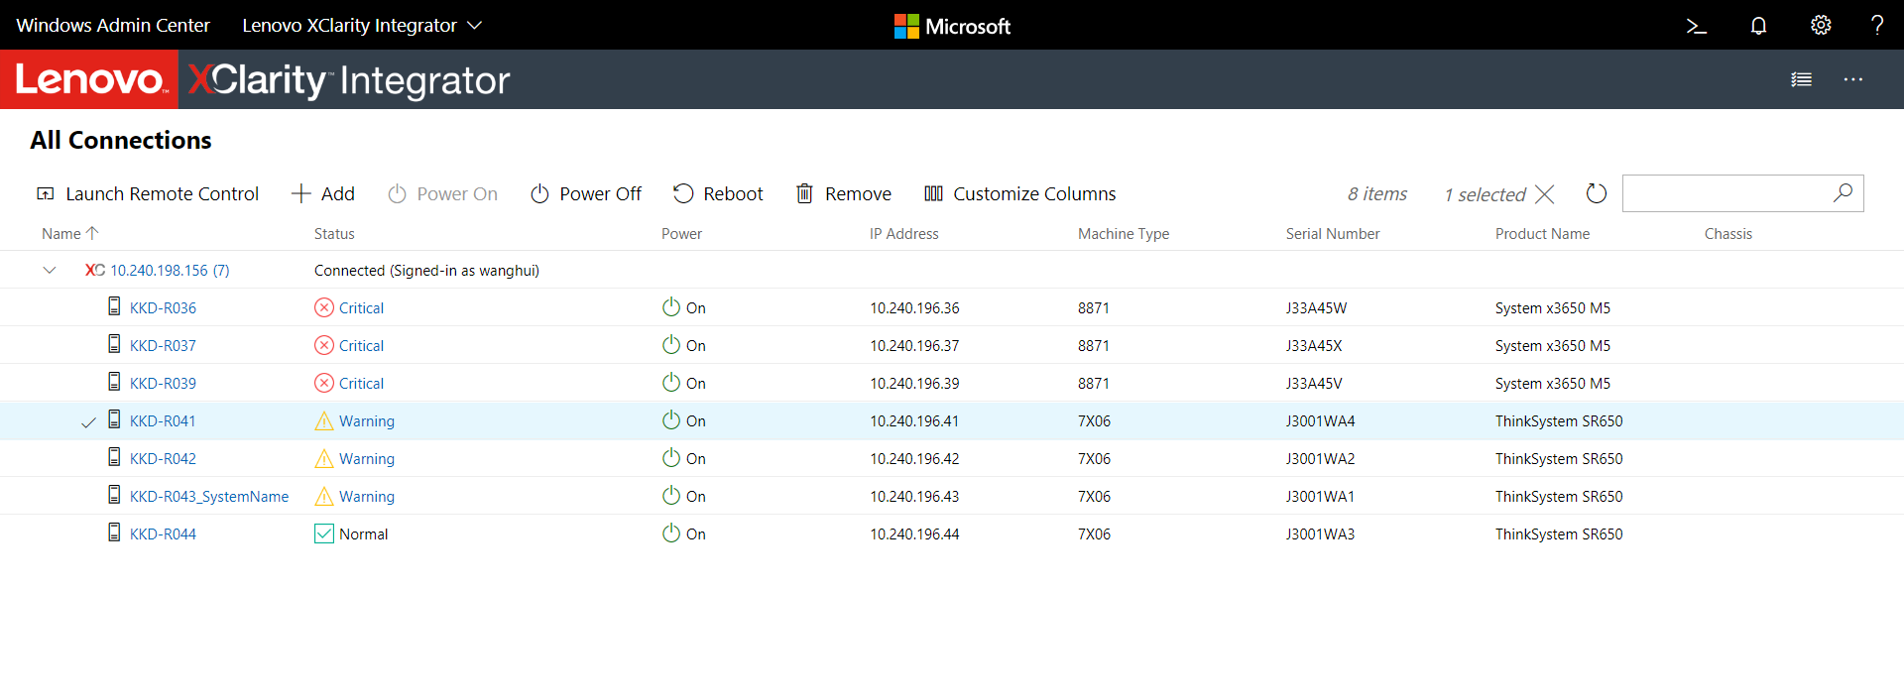 Windows Admin Center Lenovo XClarity Integrator Microsoft
Lenovo™ XClarity™ Integrator
All Connections
Launch Remote Control Add Power On Power Off Reboot Remove Customize Columns 8 items 1 selected
Name Status Power IP Address Machine Type Serial Number Product Name Chassis
XC 10.240.198.156 (7) Connected (Signed-in as wanghui)
KKD-R036 Critical On 10.240.196.36 8871 J33A45W System x3650 M5
KKD-R037 Critical On 10.240.196.37 8871 J33A45X System x3650 M5
KKD-R039 Critical On 10.240.196.39 8871 J33A45V System x3650 M5
KKD-R041 Warning On 10.240.196.41 7X06 J3001WA4 ThinkSystem SR650
KKD-R042 Warning On 10.240.196.42 7X06 J3001WA2 ThinkSystem SR650
KKD-R043_SystemName Warning On 10.240.196.43 7X06 J3001WA1 ThinkSystem SR650
KKD-R044 Normal On 10.240.196.44 7X06 J3001WA3 ThinkSystem SR650